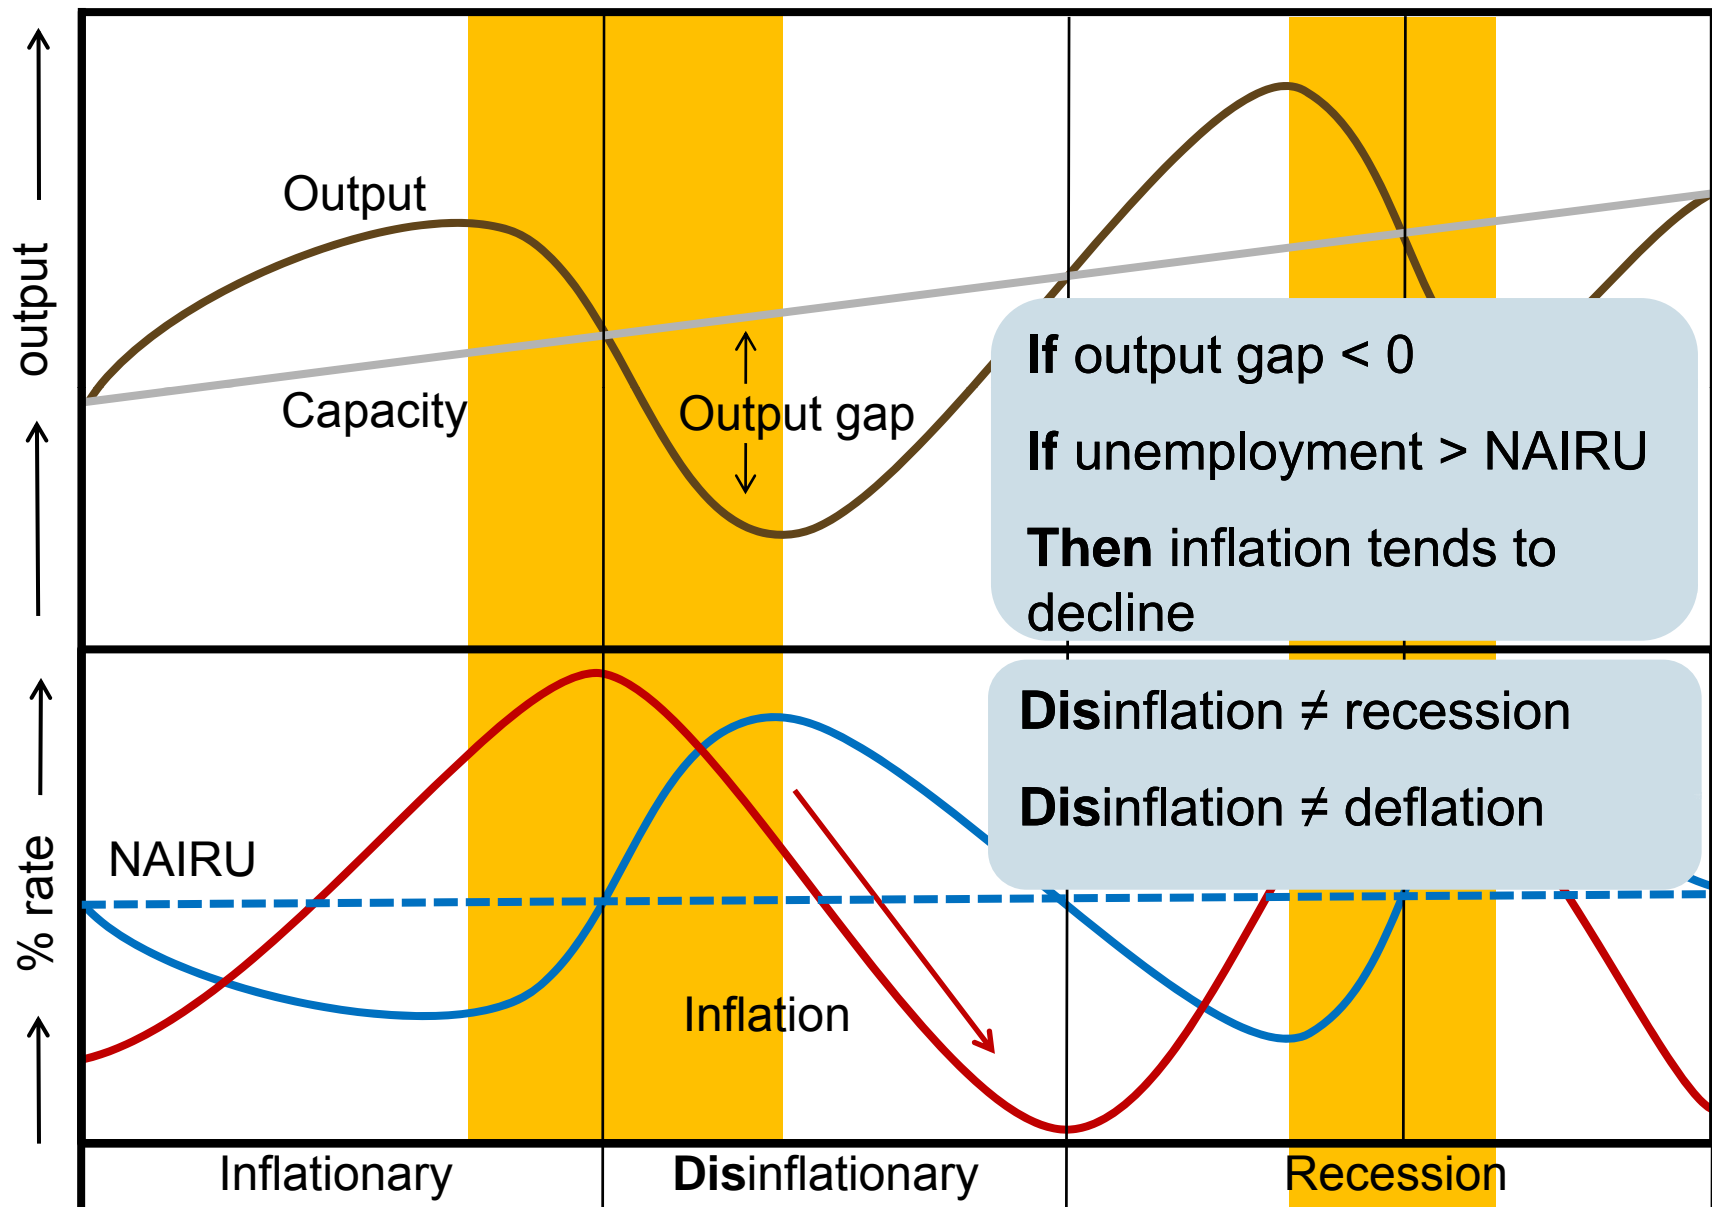 output
Output
Capacity
Output gap
If output gap < 0
If unemployment > NAIRU
Then inflation tends to
decline
% rate
NAIRU
Inflation
Disinflation ≠ recession
Disinflation ≠ deflation
Inflationary
Disinflationary
Recession